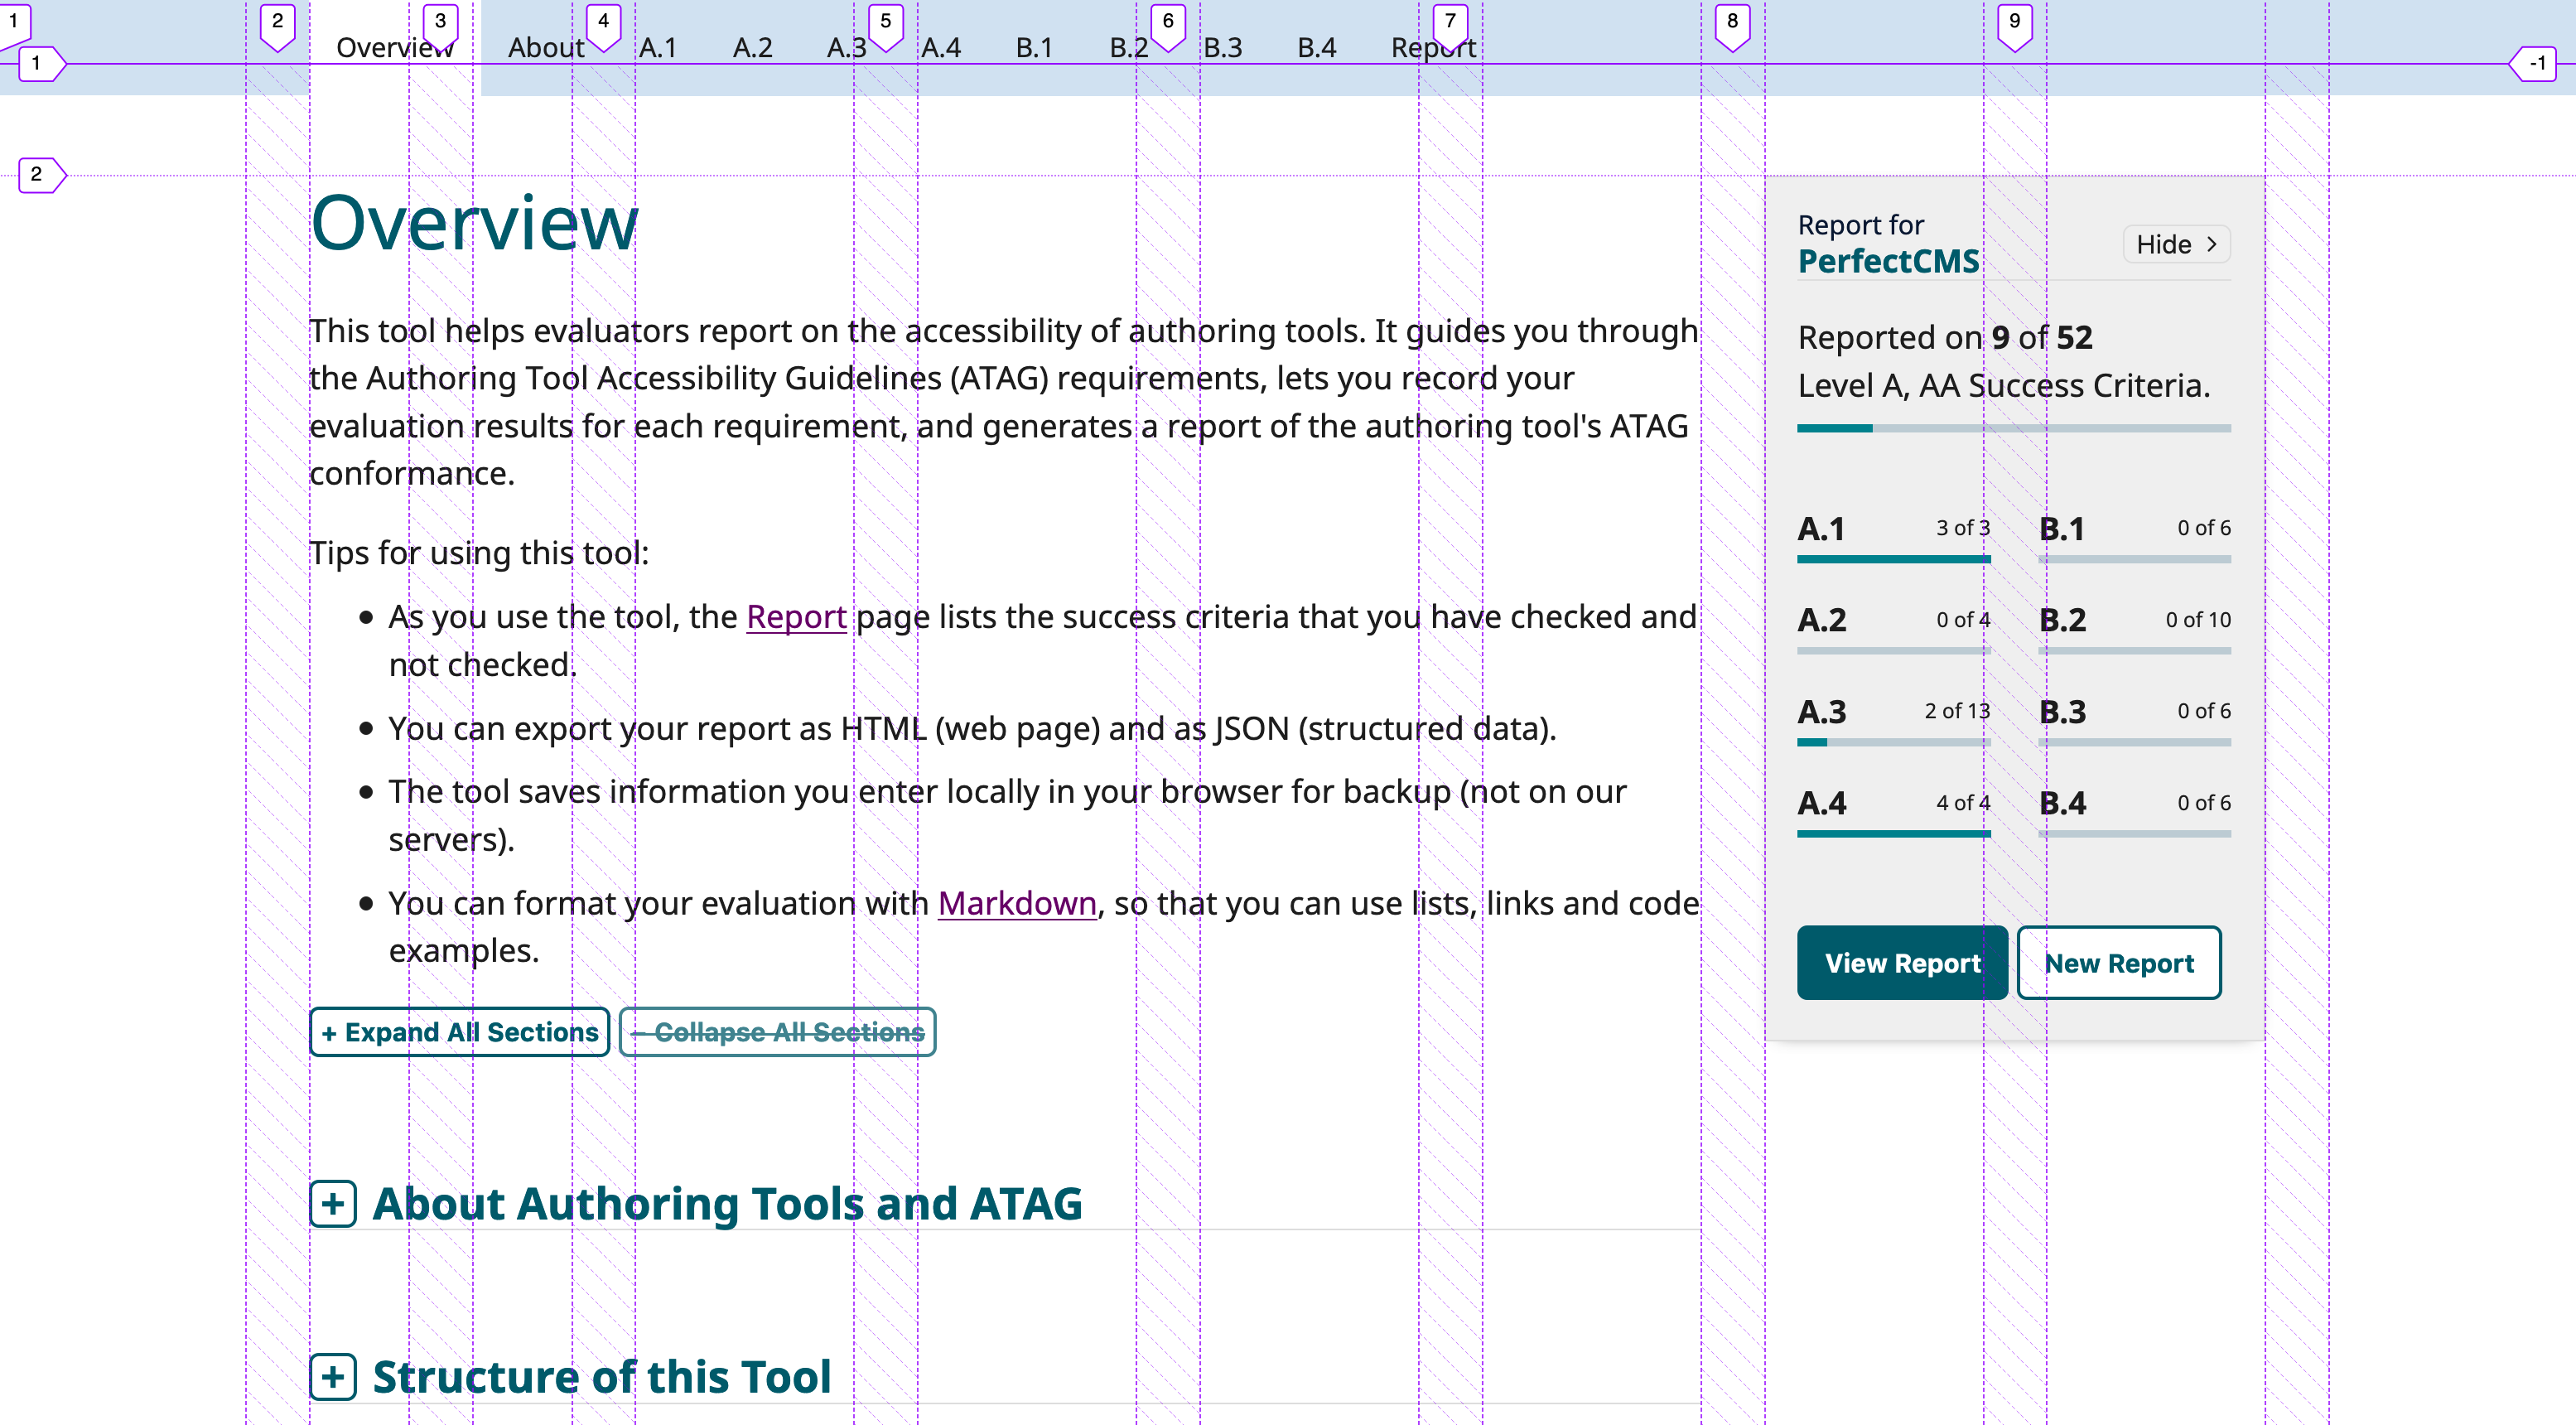 1 2 3 4 5 6 7 8 9
Overview About A.1 A.2 A.3 A.4 B.1 B.2 B.3 B.4 Report
1 -1
2
Overview
This tool helps evaluators report on the accessibility of authoring tools. It guides you through
the Authoring Tool Accessibility Guidelines (ATAG) requirements, lets you record your
evaluation results for each requirement, and generates a report of the authoring tool's ATAG
conformance.
Tips for using this tool:
As you use the tool, the Report page lists the success criteria that you have checked and
not checked.
You can export your report as HTML (web page) and as JSON (structured data).
The tool saves information you enter locally in your browser for backup (not on our
servers).
You can format your evaluation with Markdown, so that you can use lists, links and code
examples.
+ Expand All Sections − Collapse All Sections
+ About Authoring Tools and ATAG
+ Structure of this Tool
Report for
PerfectCMS
Hide >
Reported on 9 of 52
Level A, AA Success Criteria.
A.1 3 of 3 B.1 0 of 6
A.2 0 of 4 B.2 0 of 10
A.3 2 of 13 B.3 0 of 6
A.4 4 of 4 B.4 0 of 6
View Report New Report